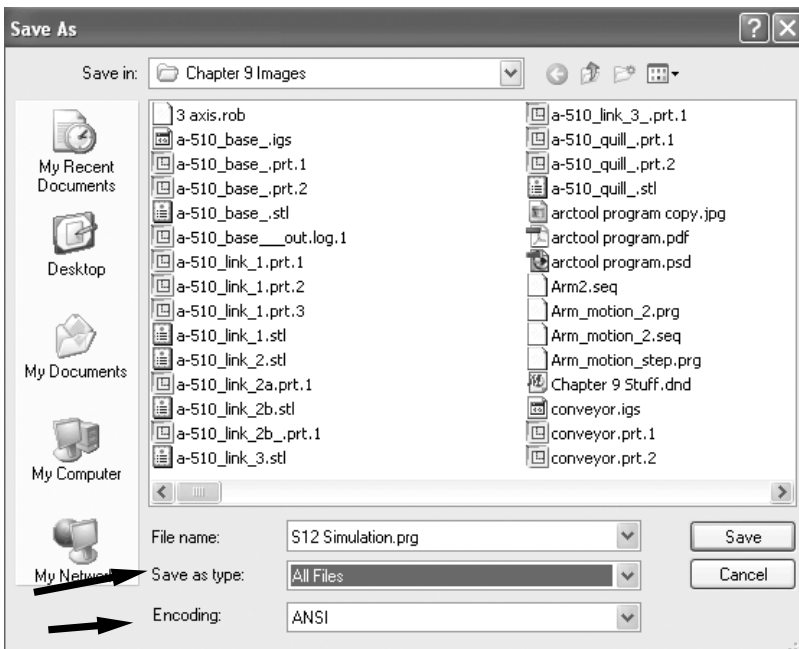 Save As
Save in: Chapter 9 Images
My Recent Documents
Desktop
My Documents
My Computer
My Network
3 axis.rob
a-510_base_.igs
a-510_base_.prt.1
a-510_base_.prt.2
a-510_base_.stl
a-510_base___out.log.1
a-510_link_1.prt.1
a-510_link_1.prt.2
a-510_link_1.prt.3
a-510_link_1.stl
a-510_link_2.stl
a-510_link_2a.prt.1
a-510_link_2b.stl
a-510_link_2b_.prt.1
a-510_link_3.stl
a-510_link_3_.prt.1
a-510_quill_.prt.1
a-510_quill_.prt.2
a-510_quill_.stl
arctool program copy.jpg
arctool program.pdf
arctool program.psd
Arm2.seq
Arm_motion_2.prg
Arm_motion_2.seq
Arm_motion_step.prg
Chapter 9 Stuff.dnd
conveyor.igs
conveyor.prt.1
conveyor.prt.2
File name: S12 Simulation.prg Save
Save as type: All Files Cancel
Encoding: ANSI